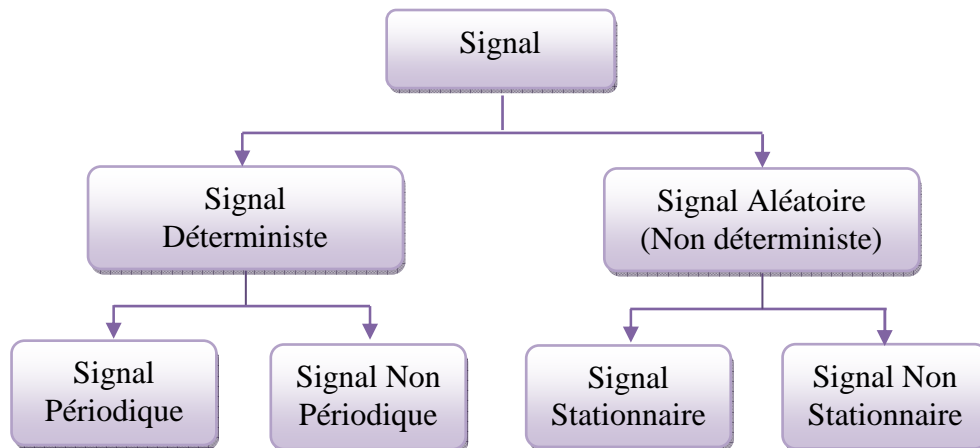 Signal
Signal
Déterministe
Signal Aléatoire
(Non déterministe)
Signal
Périodique
Signal Non
Périodique
Signal
Stationnaire
Signal Non
Stationnaire